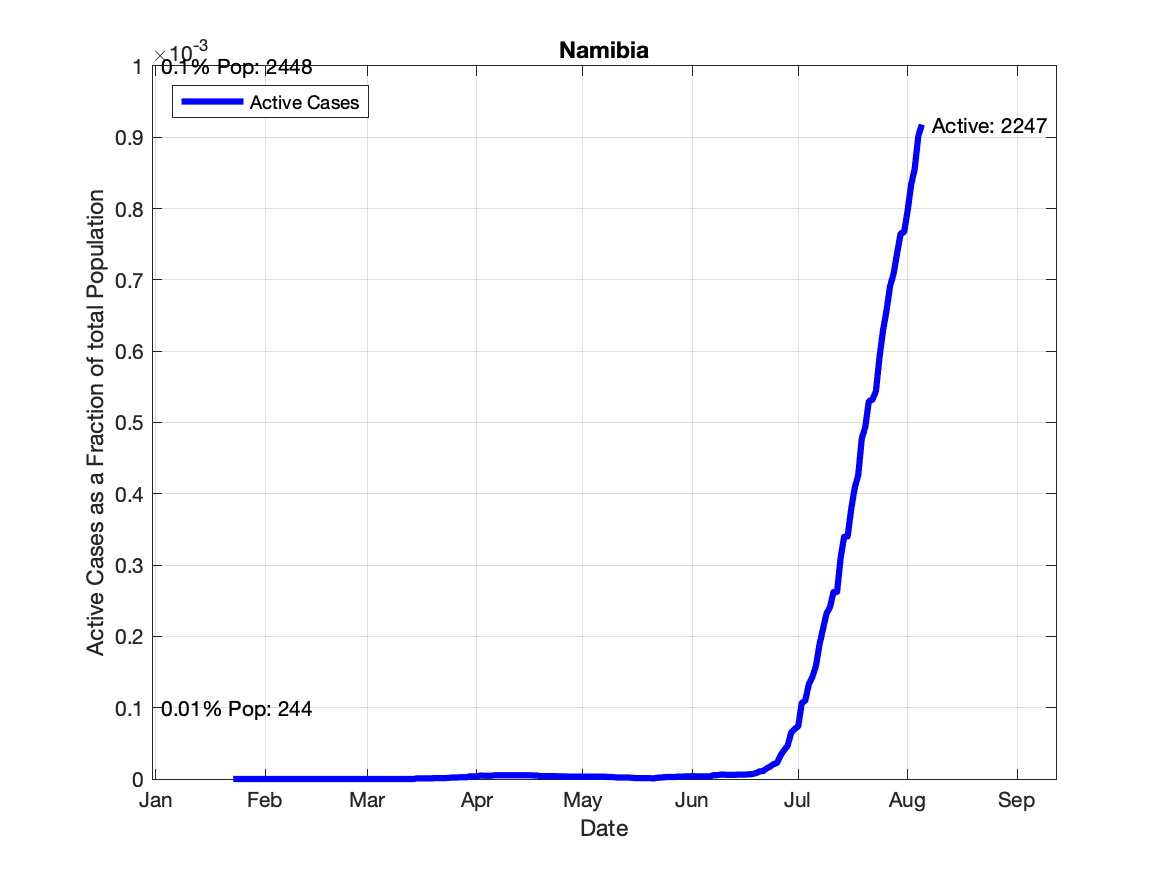 Namibia
×10-3
0.1% Pop: 2448
Active Cases
Active: 2247
0.01% Pop: 244
Active Cases as a Fraction of total Population
1
0.9
0.8
0.7
0.6
0.5
0.4
0.3
0.2
0.1
0
Jan Feb Mar Apr May Jun Jul Aug Sep
Date